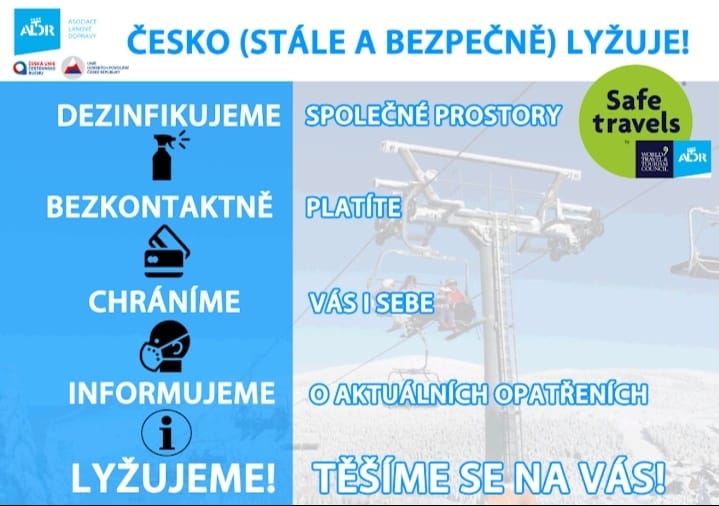 ALDR
ASOCIACE
LANOVÉ
DOPRAVY
ČESKÁ UNIE
CESTOVNÍHO
RUCHU
UNIE
HORSKÝCH POVOLÁNÍ
ČESKÉ REPUBLIKY
ČESKO (STÁLE A BEZPEČNĚ) LYŽUJE!
Safe
travels
by
WORLD
TRAVEL &
TOURISM
COUNCIL
ALDR
DEZINFIKUJEME SPOLEČNÉ PROSTORY
BEZKONTAKTNĚ PLATÍTE
CHRÁNÍME VÁS I SEBE
INFORMUJEME O AKTUÁLNÍCH OPATŘENÍCH
i
LYŽUJEME! TĚŠÍME SE NA VÁS!